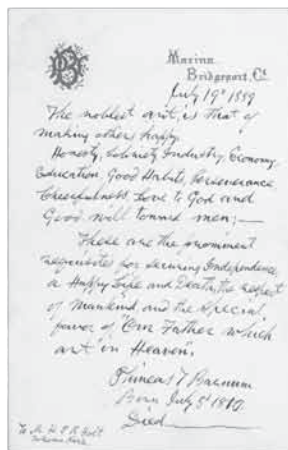 PTB
Marina
Bridgeport, Ct.
July 19th 1889
The noblest art, is that of
making others happy.
Honesty, Sobriety, Industry, Economy
Education, Good Habits, Perseverance
Cheefulness, Love to God and
Good will toward men;—
These are the prominent
requisites for securing Independence,
a Happy Life and Death, the respect
of Mankind and the special
favor of "Our Father which
art in Heaven".
Phineas T Barnum
Born July 5th 1810.
Died
To